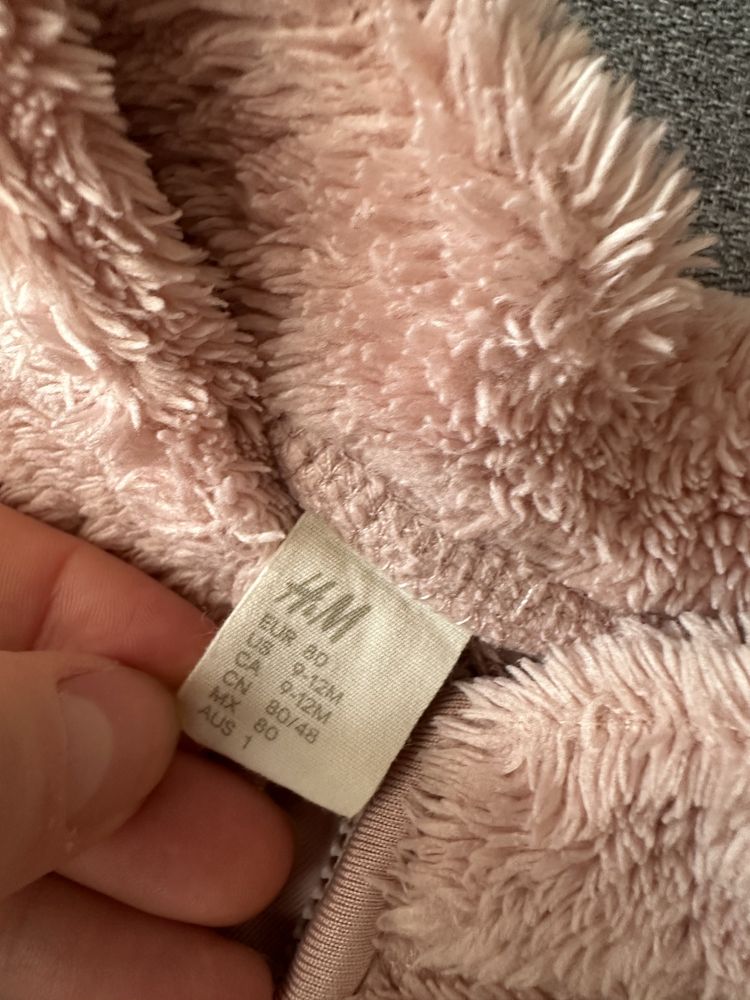 H&M
EUR 80
US 9-12M
CA 9-12M
CN 80/48
MX 80
AUS 1